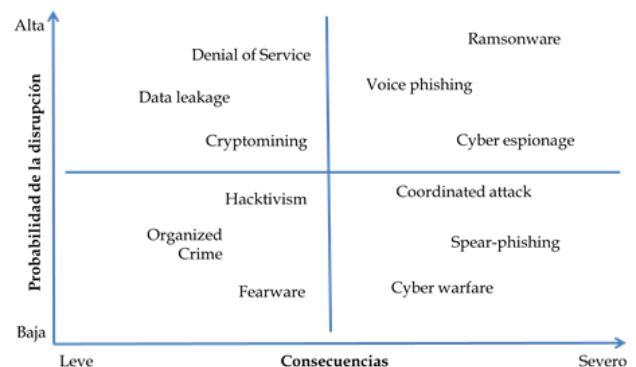 Alta
Ramsonware
Denial of Service
Voice phishing
Data leakage
Cryptomining
Cyber espionage
Probabilidad de la disrupción
Hacktivism
Coordinated attack
Organized
Crime
Spear-phishing
Fearware
Cyber warfare
Baja
Leve
Consecuencias
Severo